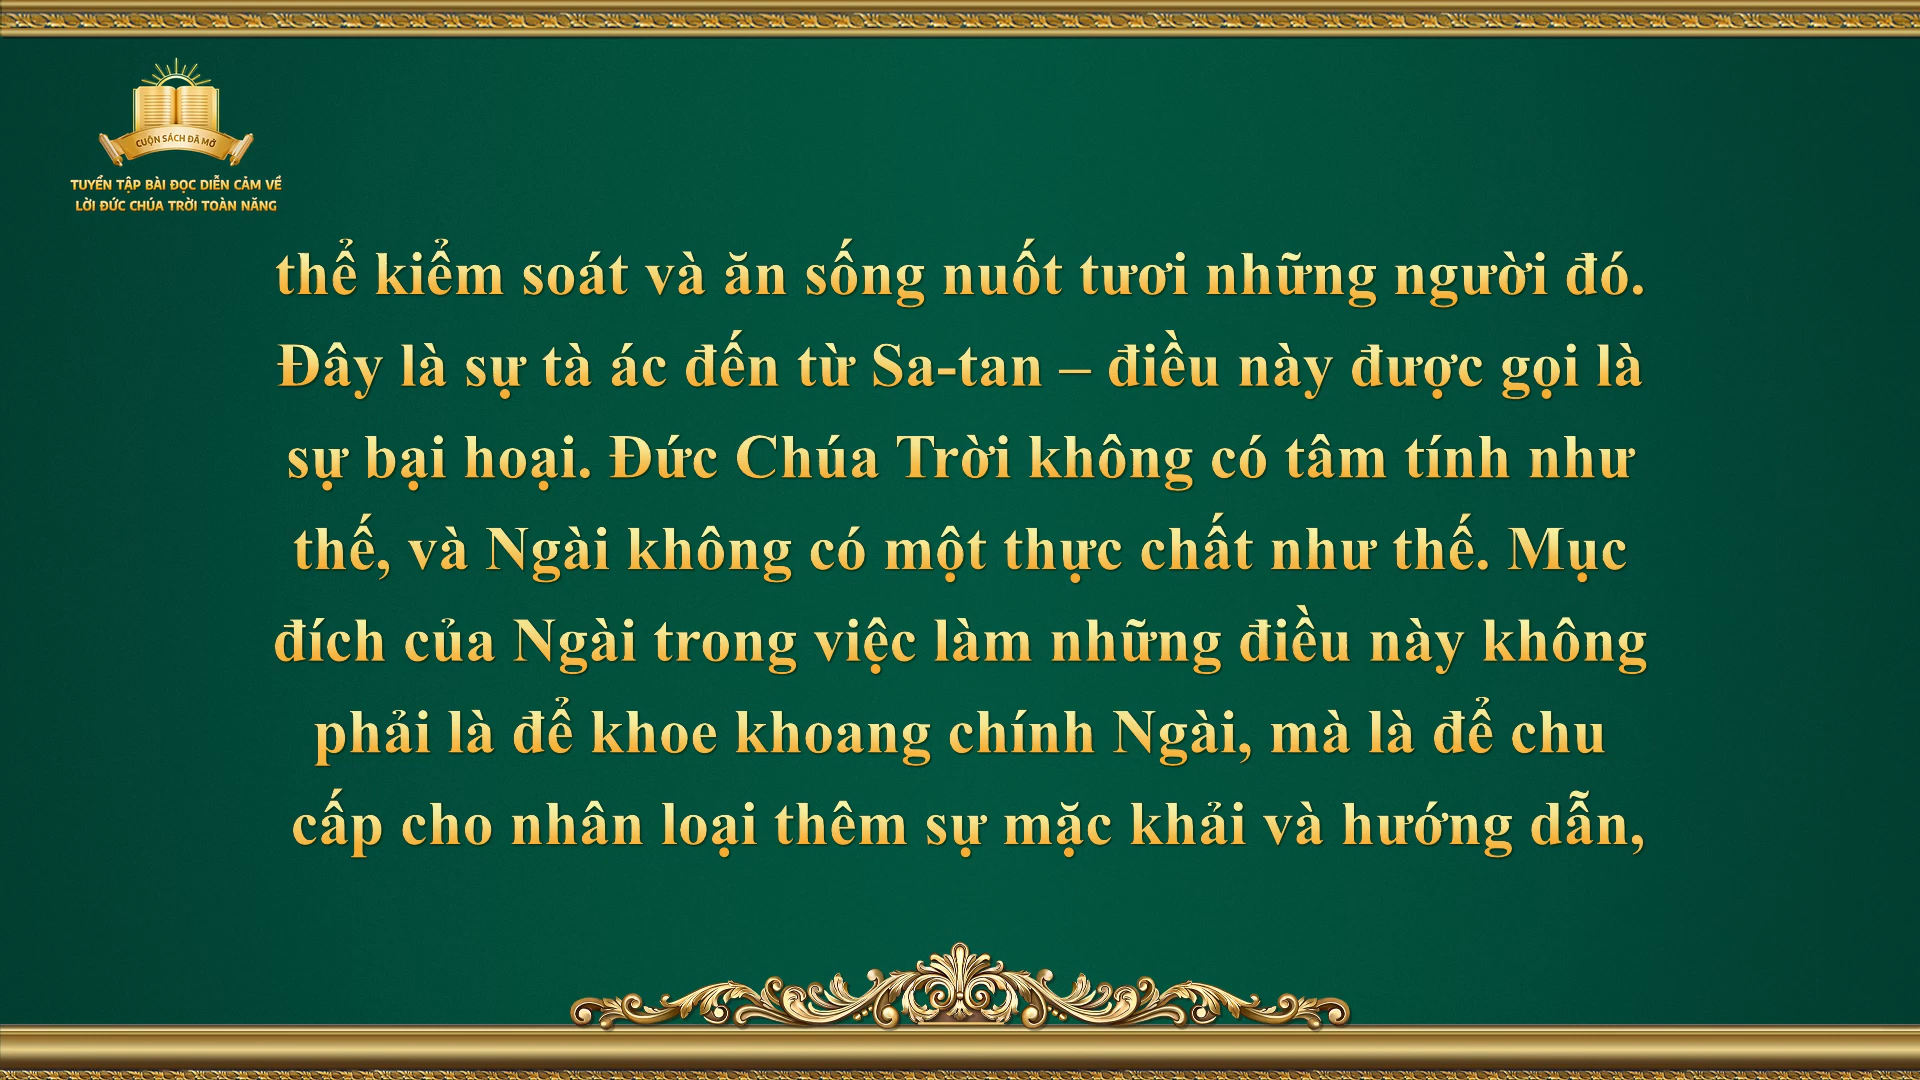 CUỘN SÁCH ĐÃ MỞ
TUYỂN TẬP BÀI ĐỌC DIỄN CẢM VỀ
LỜI ĐỨC CHÚA TRỜI TOÀN NĂNG
thể kiểm soát và ăn sống nuốt tươi những người đó.
Đây là sự tà ác đến từ Sa-tan – điều này được gọi là
sự bại hoại. Đức Chúa Trời không có tâm tính như
thế, và Ngài không có một thực chất như thế. Mục
đích của Ngài trong việc làm những điều này không
phải là để khoe khoang chính Ngài, mà là để chu
cấp cho nhân loại thêm sự mặc khải và hướng dẫn,